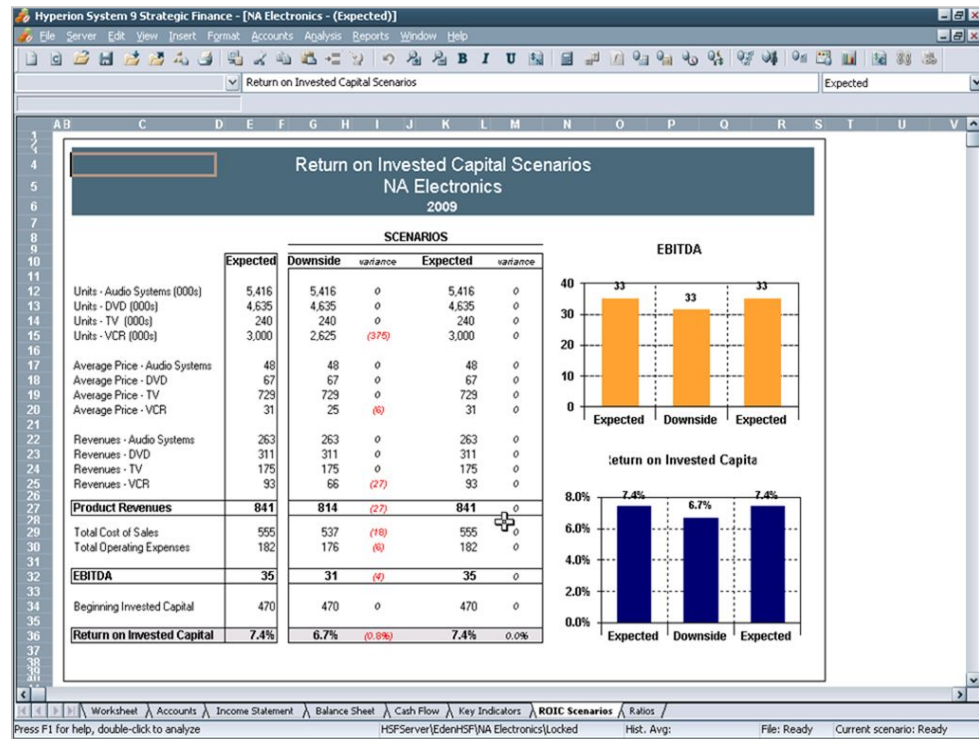 Hyperion System 9 Strategic Finance - [NA Electronics - (Expected)]
File Server Edit View Insert Format Accounts Analysis Reports Window Help
B I U
Return on Invested Capital Scenarios Expected
A B C D E F G H I J K L M N O P Q R S T U V
Return on Invested Capital Scenarios
NA Electronics
2009
SCENARIOS
Expected Downside variance Expected variance
Units - Audio Systems (000s) 5,416 5,416 0 5,416 0
Units - DVD (000s) 4,635 4,635 0 4,635 0
Units - TV (000s) 240 240 0 240 0
Units - VCR (000s) 3,000 2,625 (375) 3,000 0
Average Price - Audio Systems 48 48 0 48 0
Average Price - DVD 67 67 0 67 0
Average Price - TV 729 729 0 729 0
Average Price - VCR 31 25 (6) 31 0
Revenues - Audio Systems 263 263 0 263 0
Revenues - DVD 311 311 0 311 0
Revenues - TV 175 175 0 175 0
Revenues - VCR 93 66 (27) 93 0
Product Revenues 841 814 (27) 841 0
Total Cost of Sales 555 537 (18) 555 0
Total Operating Expenses 182 176 (6) 182 0
EBITDA 35 31 (4) 35 0
Beginning Invested Capital 470 470 0 470 0
Return on Invested Capital 7.4% 6.7% (0.8%) 7.4% 0.0%
EBITDA
40
30
20
10
0
33 33 33
Expected Downside Expected
eturn on Invested Capita
8.0%
6.0%
4.0%
2.0%
0.0%
7.4% 6.7% 7.4%
Expected Downside Expected
Worksheet Accounts Income Statement Balance Sheet Cash Flow Key Indicators ROIC Scenarios Ratios
Press F1 for help, double-click to analyze HSFServer\EdenHSF\NA Electronics\Locked Hist. Avg: File: Ready Current scenario: Ready